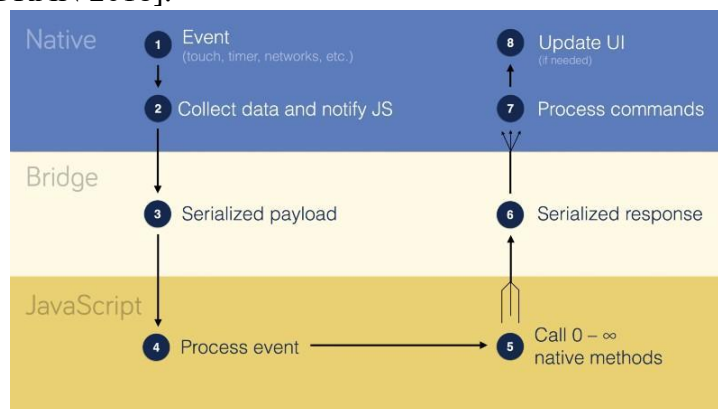 2016].
Native
1 Event
(touch, timer, networks, etc.)
2 Collect data and notify JS
8 Update UI
(if needed)
7 Process commands
Bridge
3 Serialized payload
6 Serialized response
JavaScript
4 Process event
5 Call 0 – ∞
native methods